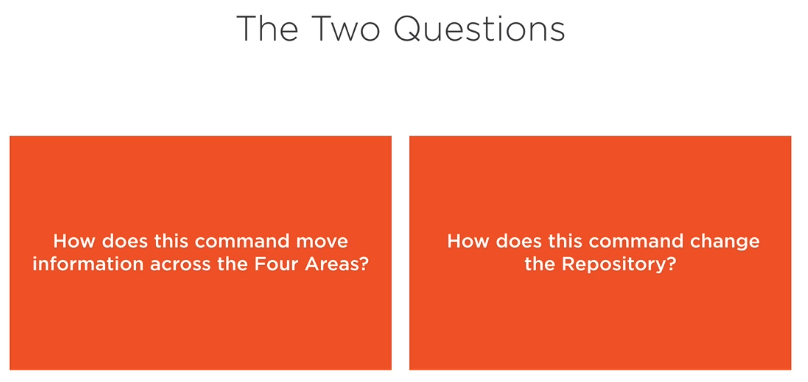 The Two Questions
How does this command move
information across the Four Areas?
How does this command change
the Repository?